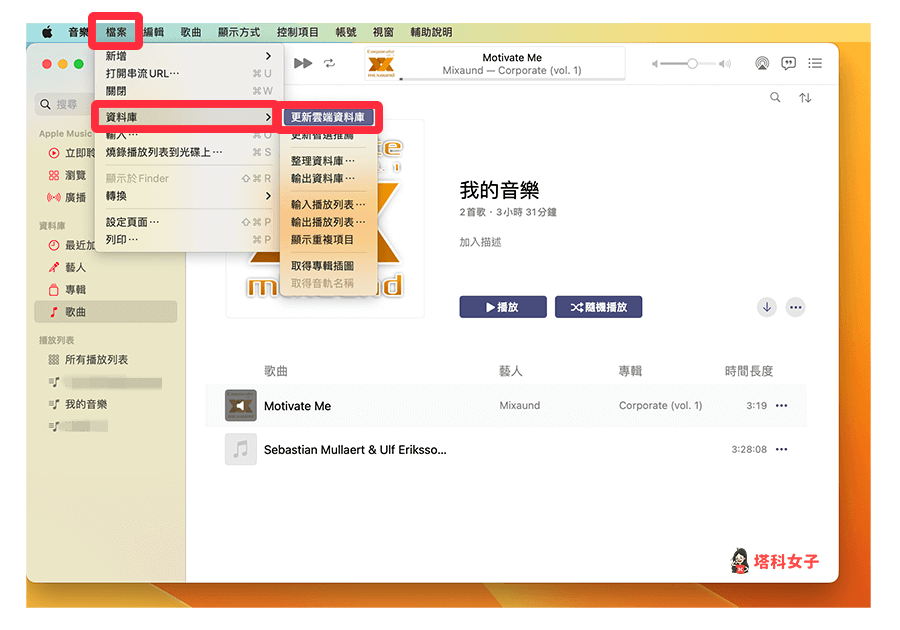 音樂 檔案 編輯 歌曲 顯示方式 控制項目 帳號 視窗 輔助說明
新增
打開串流 URL… ⌘ U
關閉 ⌘ W
資料庫
輸入… ⌘ O
燒錄播放列表到光碟上… ⌘ S
顯示於 Finder ⇧ ⌘ R
轉換
設定頁面… ⇧ ⌘ P
列印… ⌘ P
更新雲端資料庫
更新智選推薦
整理資料庫…
輸出資料庫…
輸入播放列表…
輸出播放列表…
顯示重複項目
取得專輯插圖
取得音軌名稱
Motivate Me
Mixaund — Corporate (vol. 1)
搜尋
Apple Music
立即聆
瀏覽
廣播
資料庫
最近加
藝人
專輯
歌曲
播放列表
所有播放列表
我的音樂
mixaund
我的音樂
2 首歌・3 小時 31 分鐘
加入描述
播放
隨機播放
歌曲 藝人 專輯 時間長度
Motivate Me Mixaund Corporate (vol. 1) 3:19
Sebastian Mullaert & Ulf Eriksso... 3:28:08
塔科女子